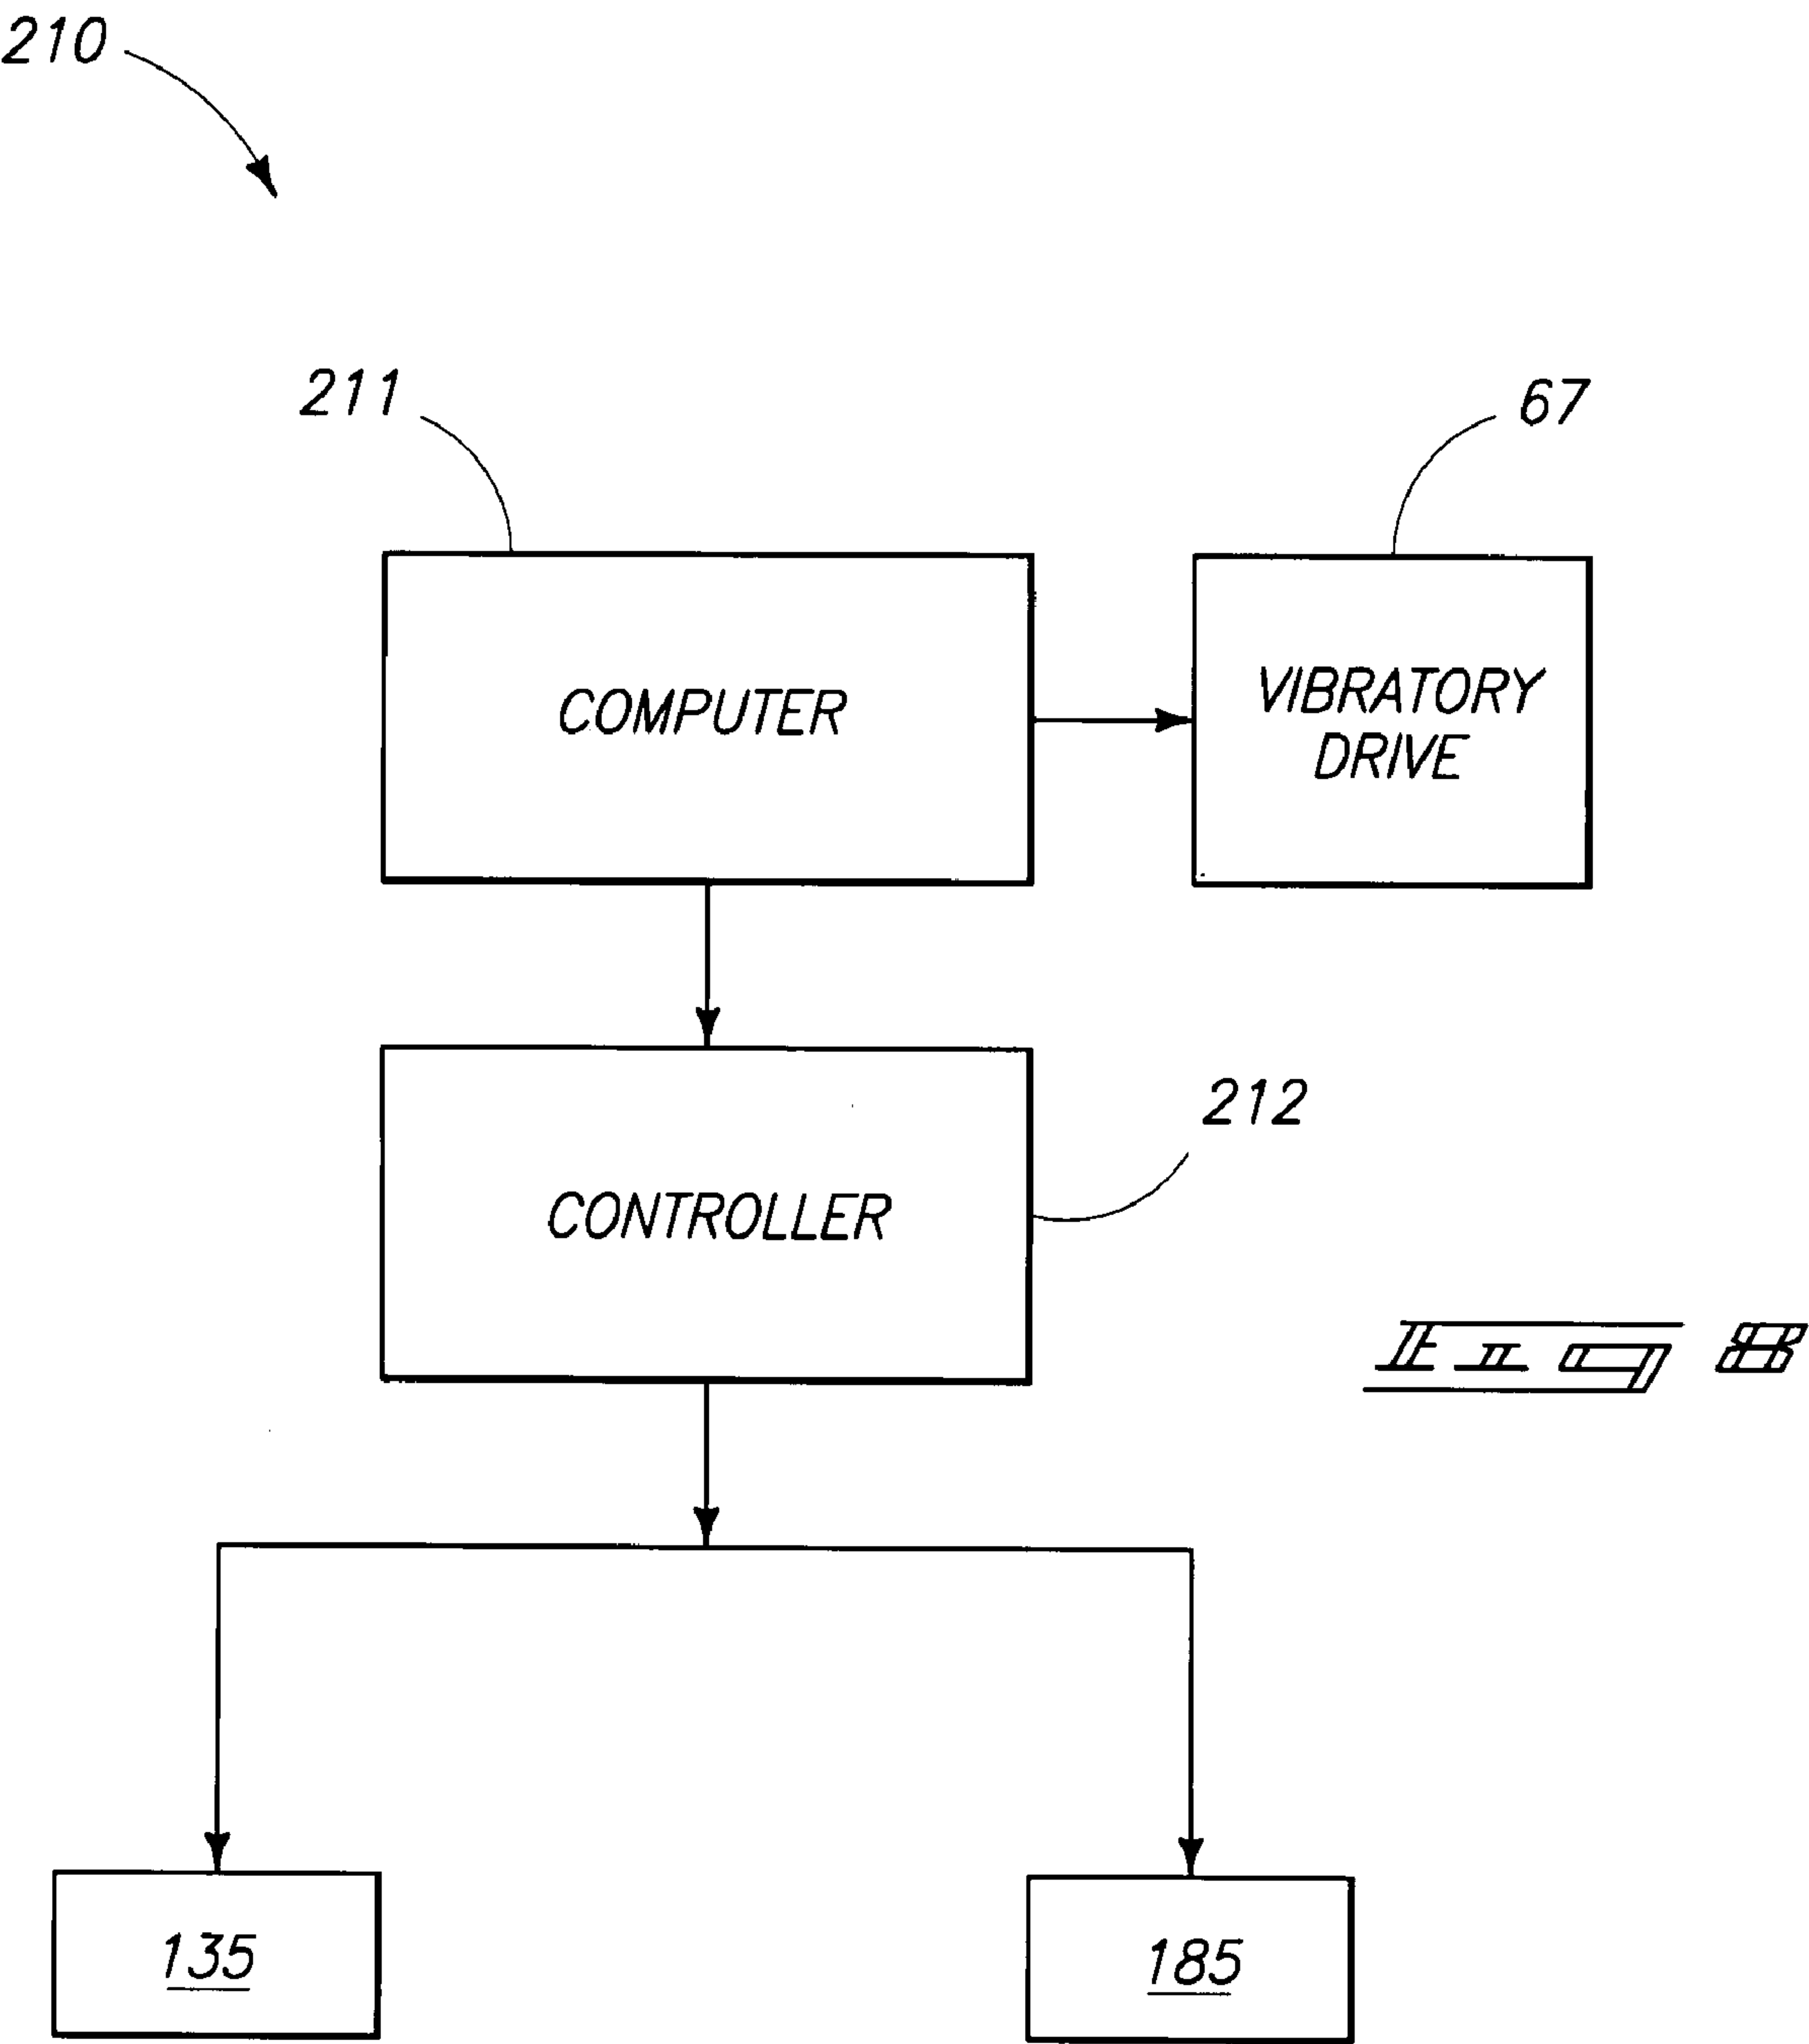 210
211
67
COMPUTER
VIBRATORY
DRIVE
212
CONTROLLER
Fig 8
135
185